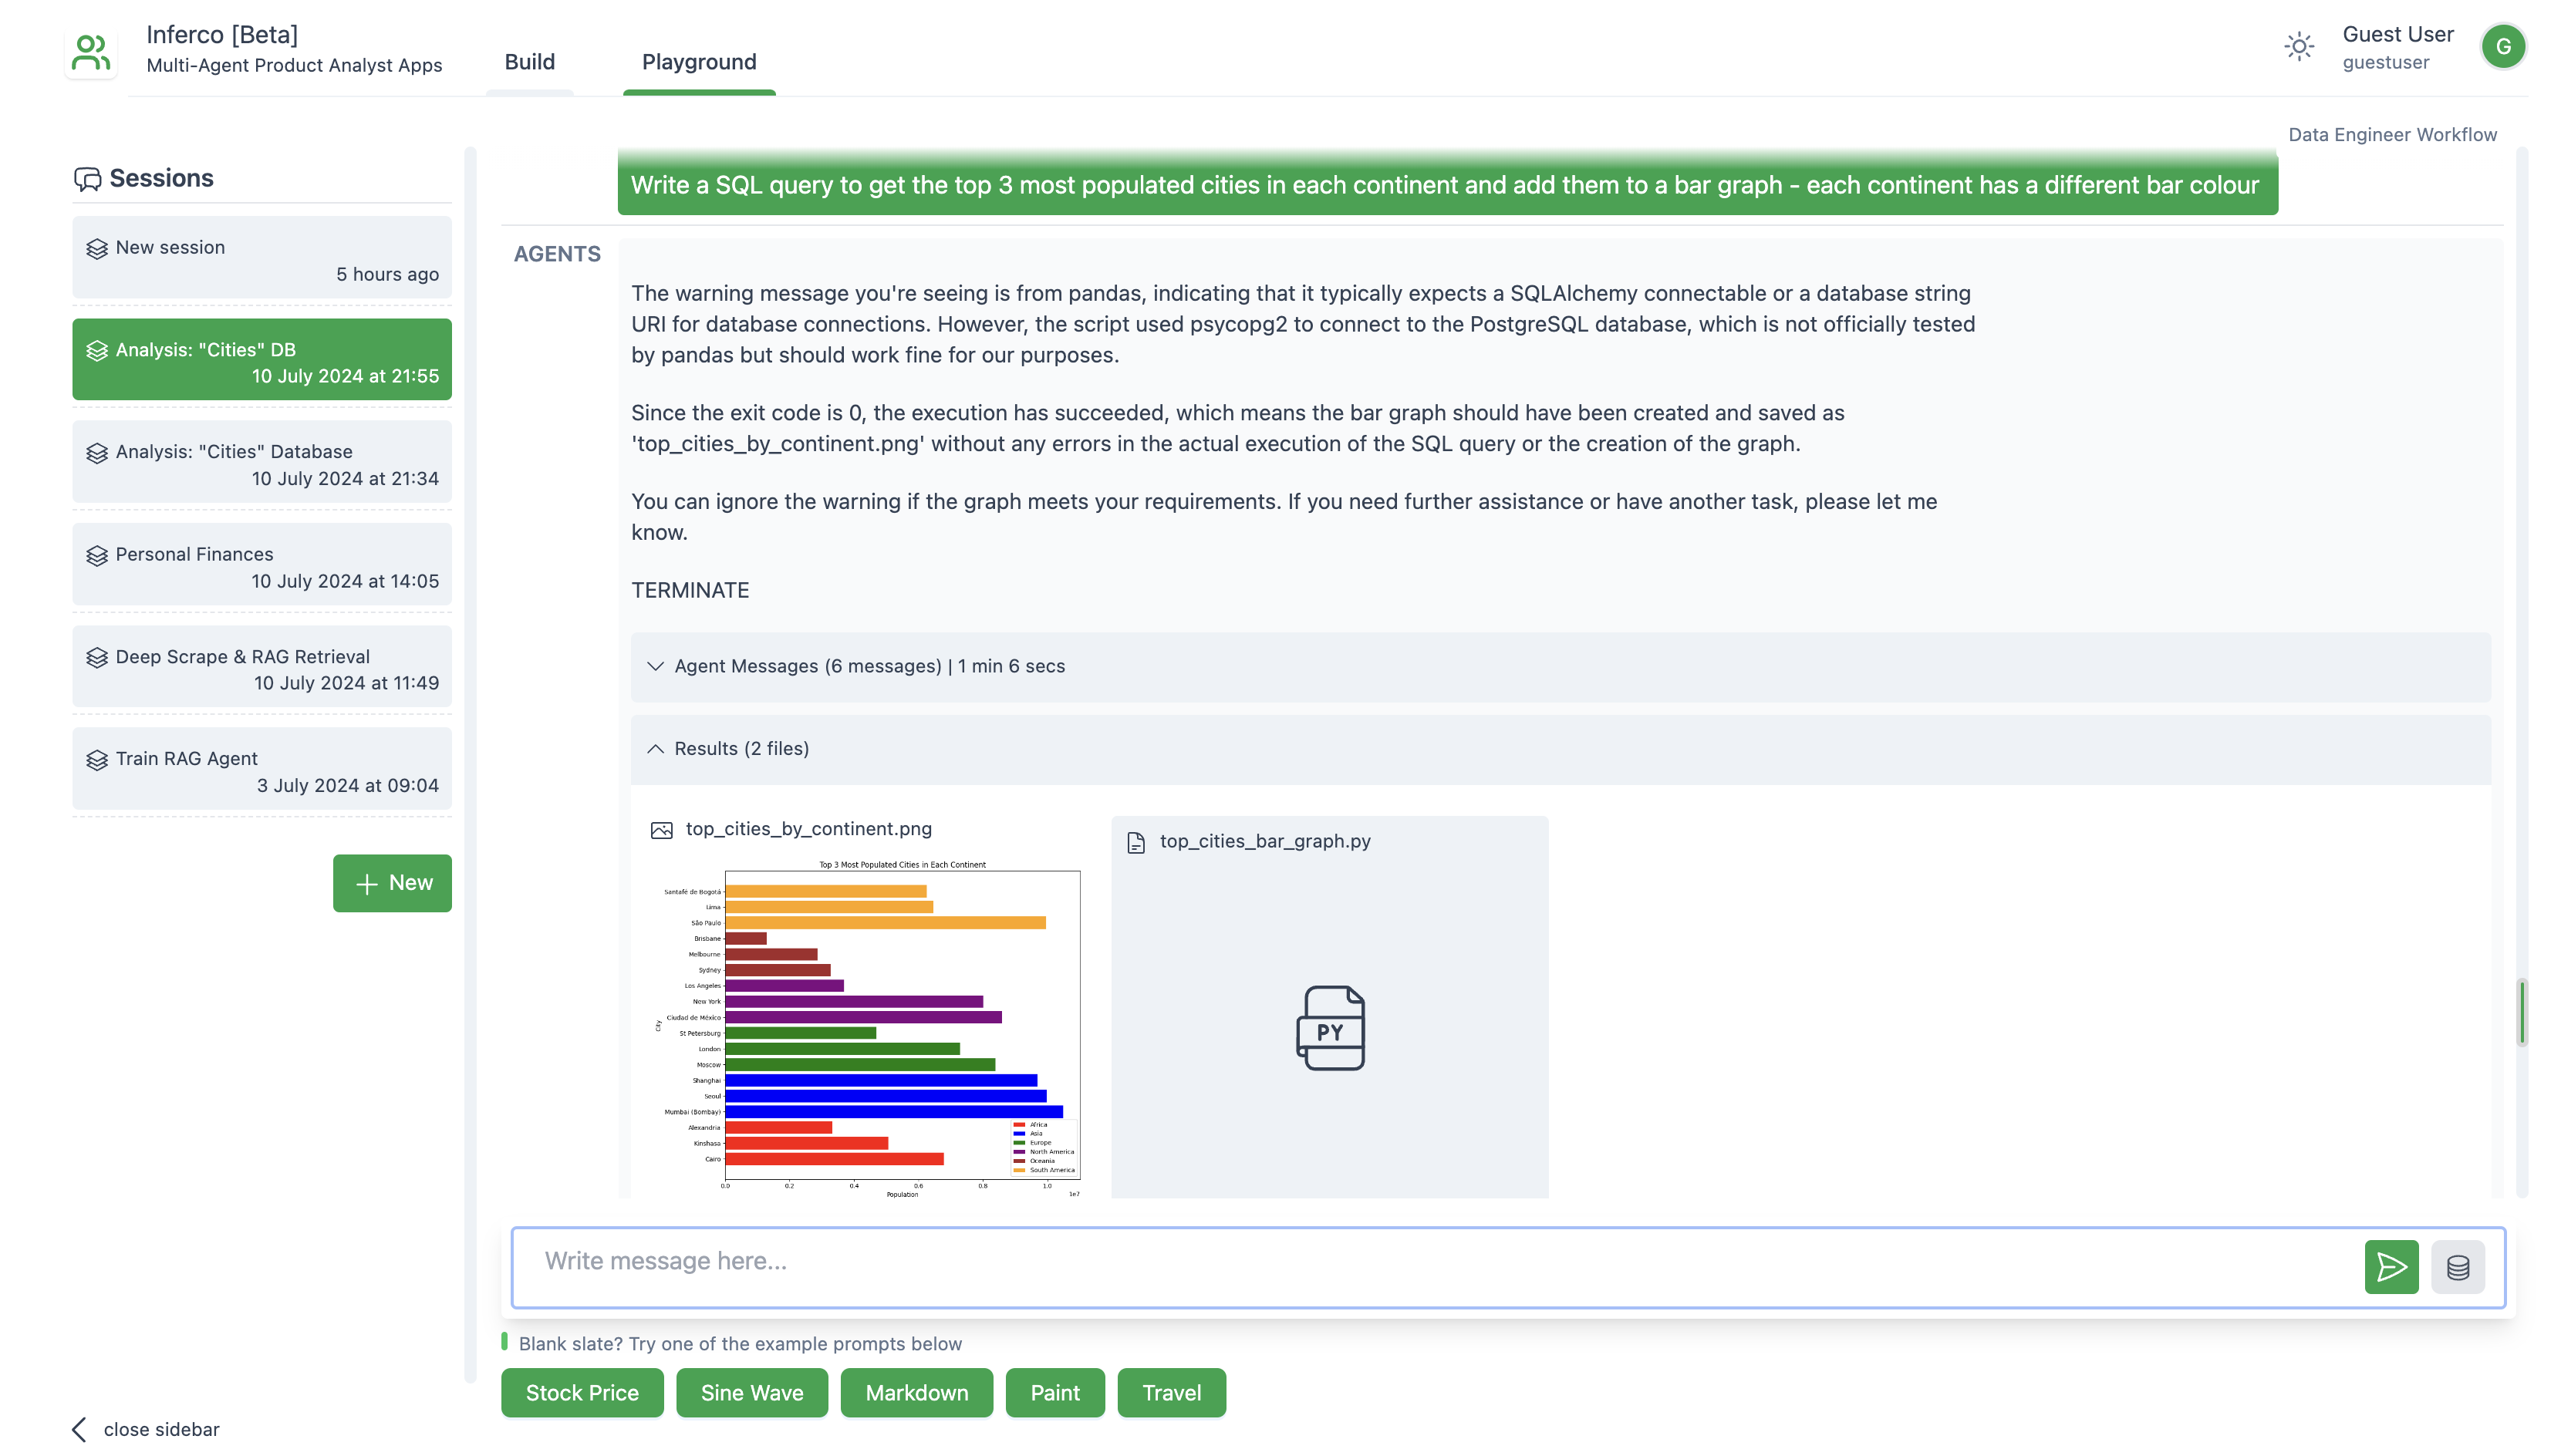 Inferco [Beta]
Multi-Agent Product Analyst Apps
Build
Playground
Guest User
guestuser
G
Data Engineer Workflow
Sessions
New session
5 hours ago
Analysis: "Cities" DB
10 July 2024 at 21:55
Analysis: "Cities" Database
10 July 2024 at 21:34
Personal Finances
10 July 2024 at 14:05
Deep Scrape & RAG Retrieval
10 July 2024 at 11:49
Train RAG Agent
3 July 2024 at 09:04
New
close sidebar
Write a SQL query to get the top 3 most populated cities in each continent and add them to a bar graph - each continent has a different bar colour
AGENTS
The warning message you're seeing is from pandas, indicating that it typically expects a SQLAlchemy connectable or a database string
URI for database connections. However, the script used psycopg2 to connect to the PostgreSQL database, which is not officially tested
by pandas but should work fine for our purposes.
Since the exit code is 0, the execution has succeeded, which means the bar graph should have been created and saved as
'top_cities_by_continent.png' without any errors in the actual execution of the SQL query or the creation of the graph.
You can ignore the warning if the graph meets your requirements. If you need further assistance or have another task, please let me
know.
TERMINATE
Agent Messages (6 messages) | 1 min 6 secs
Results (2 files)
top_cities_by_continent.png
Top 3 Most Populated Cities in Each Continent
Santafé de Bogotá
Lima
São Paulo
Brisbane
Melbourne
Sydney
Los Angeles
New York
Ciudad de México
St Petersburg
London
Moscow
Shanghai
Seoul
Mumbai (Bombay)
Alexandria
Kinshasa
Cairo
City
Africa
Asia
Europe
North America
Oceania
South America
0.0 0.2 0.4 0.6 0.8 1.0
1e7
Population
top_cities_bar_graph.py
PY
Write message here...
Blank slate? Try one of the example prompts below
Stock Price
Sine Wave
Markdown
Paint
Travel